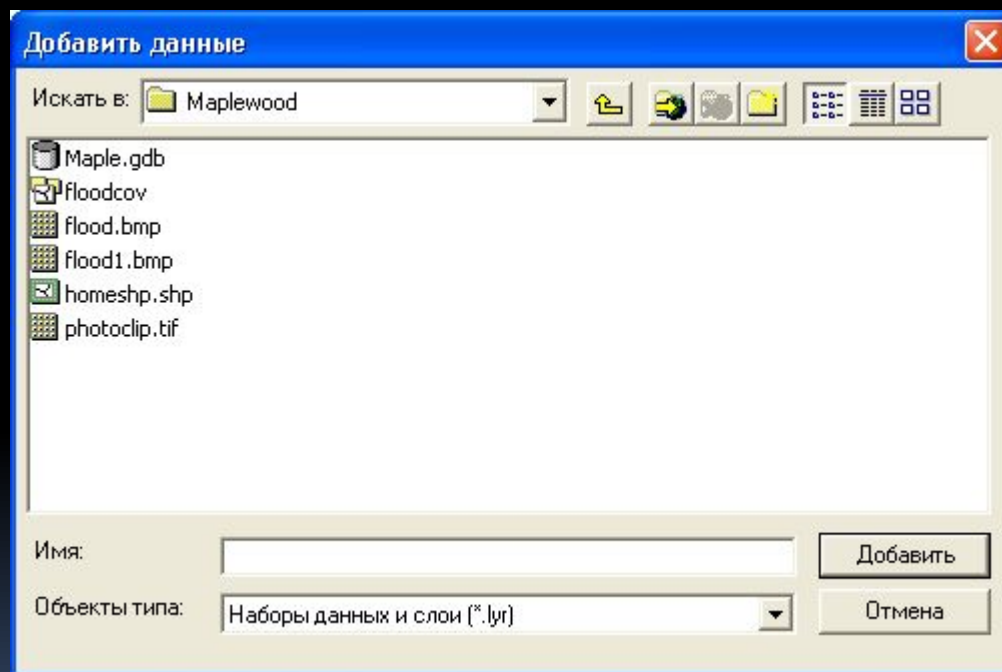 Добавить данные
Искать в: Maplewood
Maple.gdb
floodcov
flood.bmp
flood1.bmp
homeshp.shp
photoclip.tif
Имя:
Добавить
Объекты типа: Наборы данных и слои (*.lyr)
Отмена